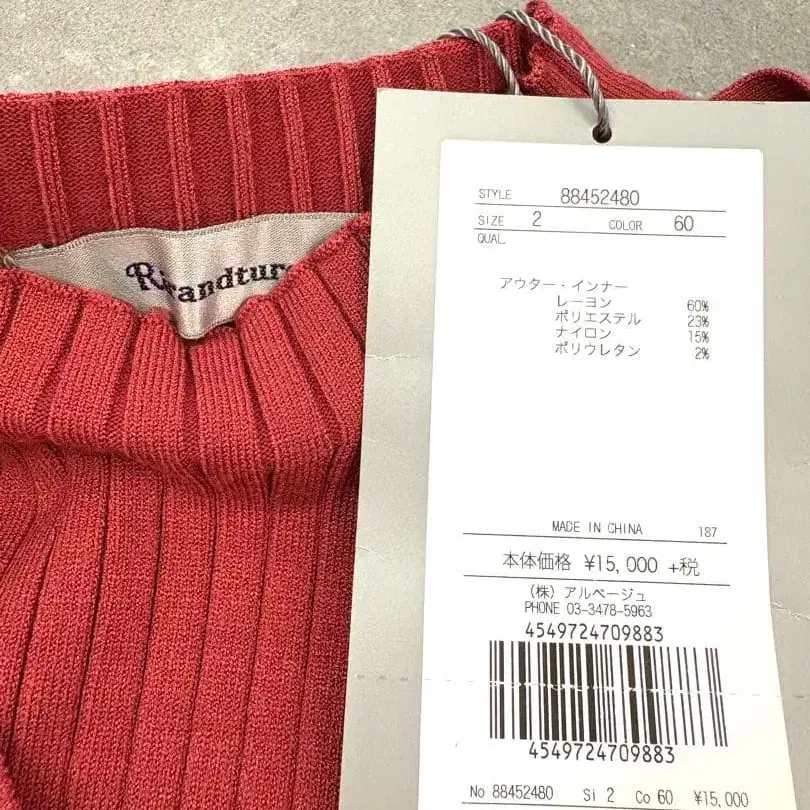 Rirandture
STYLE 88452480
SIZE 2 COLOR 60
QUAL
アウター・インナー
レーヨン 60%
ポリエステル 23%
ナイロン 15%
ポリウレタン 2%
MADE IN CHINA 187
本体価格 ¥15,000 +税
(株) アルページュ
PHONE 03-3478-5963
4549724709883
4549724709883
No 88452480 Si 2 Co 60 ¥15,000